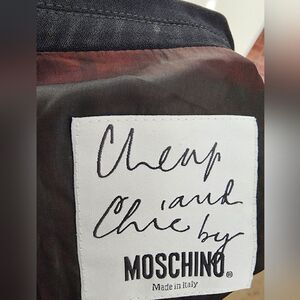 Cheap
and
Chic by
MOSCHINO®
Made in Italy